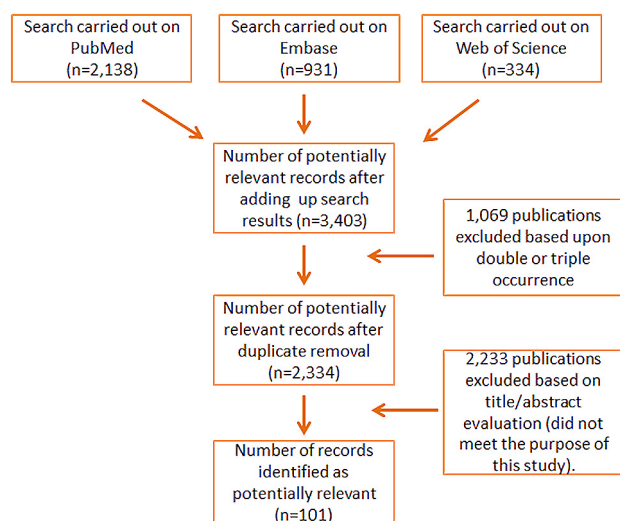 Search carried out on
PubMed
(n=2,138)
Search carried out on
Embase
(n=931)
Search carried out on
Web of Science
(n=334)
Number of potentially
relevant records after
adding up search
results (n=3,403)
1,069 publications
excluded based upon
double or triple
occurrence
Number of potentially
relevant records after
duplicate removal
(n=2,334)
2,233 publications
excluded based on
title/abstract
evaluation (did not
meet the purpose of
this study).
Number of records
identified as
potentially relevant
(n=101)